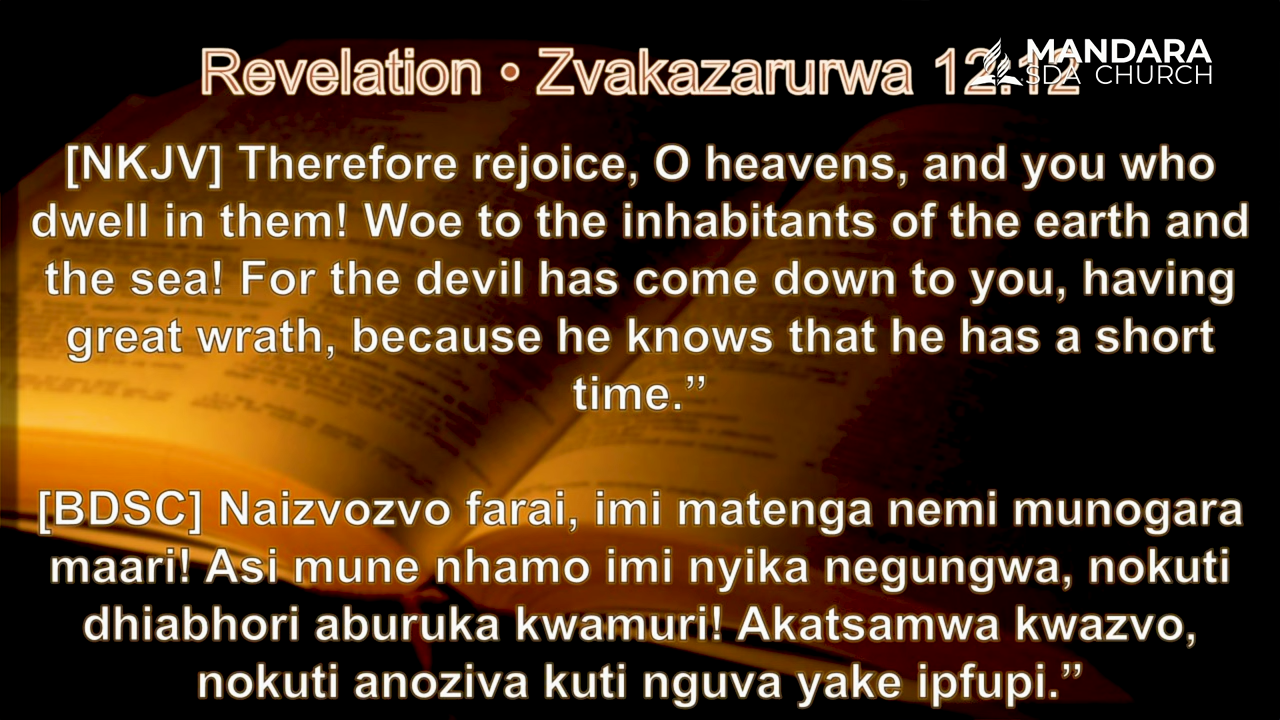 Revelation • Zvakazarurwa 12:12
MANDARA
SDA CHURCH
[NKJV] Therefore rejoice, O heavens, and you who
dwell in them! Woe to the inhabitants of the earth and
the sea! For the devil has come down to you, having
great wrath, because he knows that he has a short
time.”
[BDSC] Naizvozvo farai, imi matenga nemi munogara
maari! Asi mune nhamo imi nyika negungwa, nokuti
dhiabhori aburuka kwamuri! Akatsamwa kwazvo,
nokuti anoziva kuti nguva yake ipfupi.”